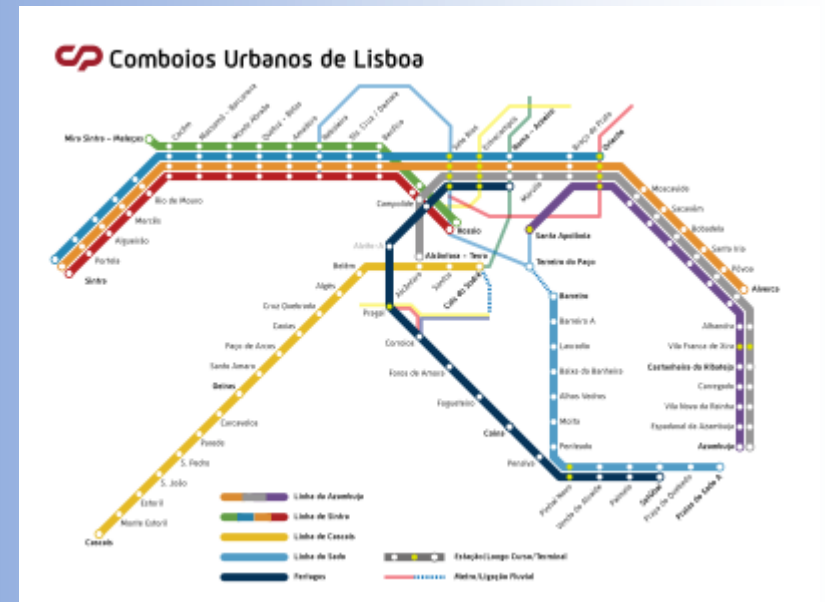 CP Comboios Urbanos de Lisboa
Mira Sintra - Meleças
Cacém
Massamá - Barcarena
Monte Abraão
Queluz - Belas
Amadora
Reboleira
Sta. Cruz / Damaia
Benfica
Sete Rios
Entrecampos
Roma - Areeiro
Braço de Prata
Oriente
Rio de Mouro
Mercês
Algueirão
Portela
Sintra
Campolide
Rossio
Marvila
Moscavide
Sacavém
Bobadela
Santa Iria
Póvoa
Alverca
Santa Apolónia
Terreiro do Paço
Alcântara - Terra
Alcântara
Santos
Cais do Sodré
Belém
Algés
Cruz Quebrada
Caxias
Paço de Arcos
Santo Amaro
Oeiras
Carcavelos
Parede
S. Pedro
S. João
Estoril
Monte Estoril
Cascais
Pragal
Corroios
Foros de Amora
Fogueteiro
Coina
Penalva
Barreiro
Barreiro A
Lavradio
Baixa da Banheira
Alhos Vedros
Moita
Penteado
Pinhal Novo
Venda do Alcaide
Palmela
Setúbal
Praça do Quebedo
Praias do Sado A
Alhandra
Vila Franca de Xira
Castanheira do Ribatejo
Carregado
Vila Nova da Rainha
Espadanal da Azambuja
Azambuja
Linha da Azambuja
Linha de Sintra
Linha de Cascais
Linha do Sado
Fertagus
Estação/Longo Curso/Terminal
Metro/Ligação Fluvial